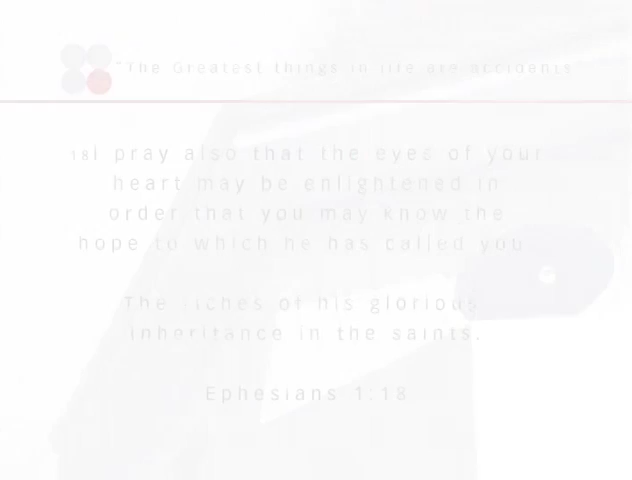 "The Greatest things in life are accidents
18I pray also that the eyes of your
heart may be enlightened in
order that you may know the
hope to which he has called you
The riches of his glorious
inheritance in the saints.
Ephesians 1:18